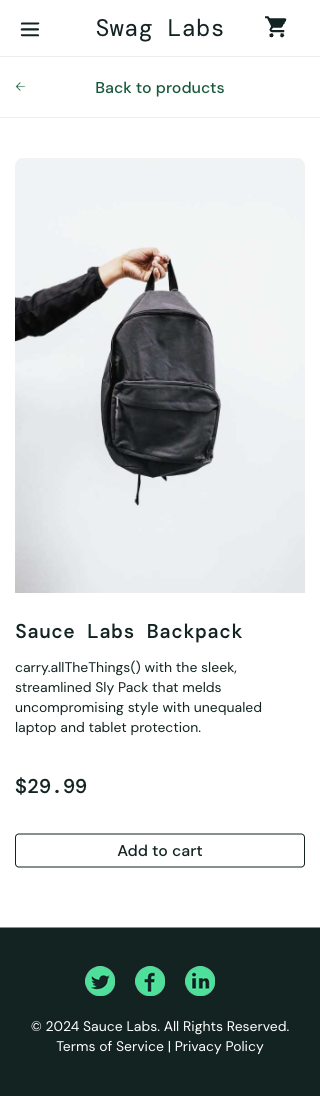 Swag Labs
Back to products
Sauce Labs Backpack
carry.allTheThings() with the sleek,
streamlined Sly Pack that melds
uncompromising style with unequaled
laptop and tablet protection.
$29.99
Add to cart
© 2024 Sauce Labs. All Rights Reserved.
Terms of Service | Privacy Policy